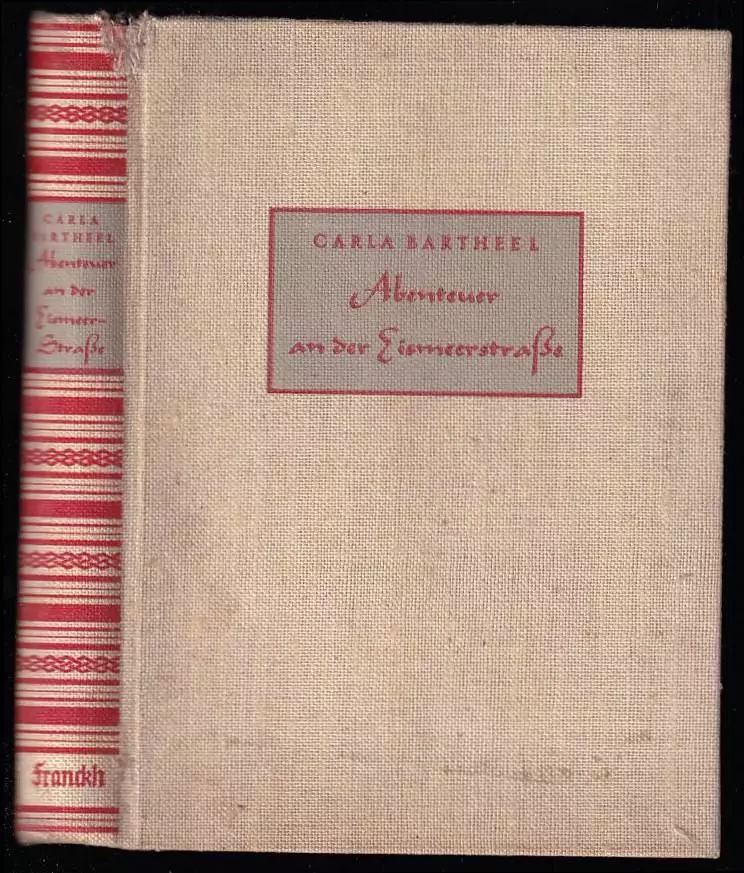 CARLA
BARTHEEL
Abenteuer
an der
Eismeer-
Straße
Franckh
CARLA BARTHEEL
Abenteuer
an der Eismeerstraße